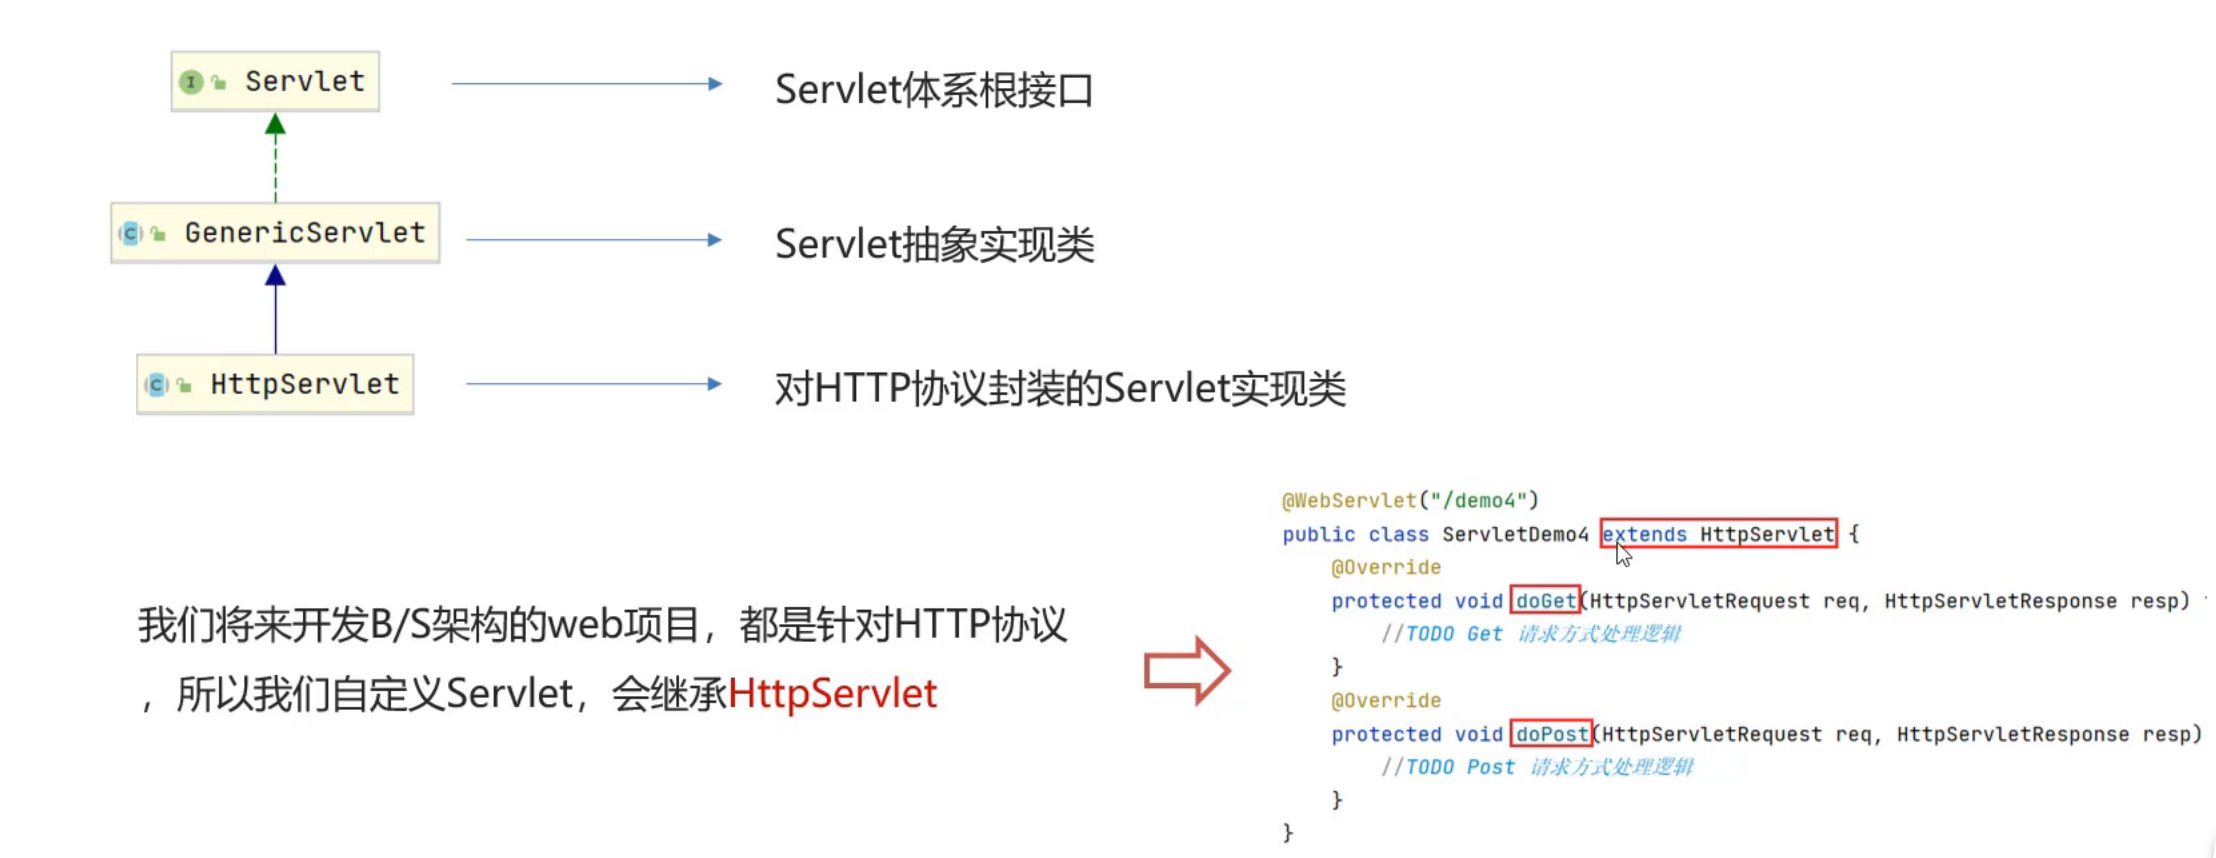 Servlet
Servlet体系根接口
GenericServlet
Servlet抽象实现类
HttpServlet
对HTTP协议封装的Servlet实现类
我们将来开发B/S架构的web项目，都是针对HTTP协议
，所以我们自定义Servlet，会继承HttpServlet
@WebServlet("/demo4")
public class ServletDemo4 extends HttpServlet {
@Override
protected void doGet(HttpServletRequest req, HttpServletResponse resp)
//TODO Get 请求方式处理逻辑
}
@Override
protected void doPost(HttpServletRequest req, HttpServletResponse resp)
//TODO Post 请求方式处理逻辑
}
}